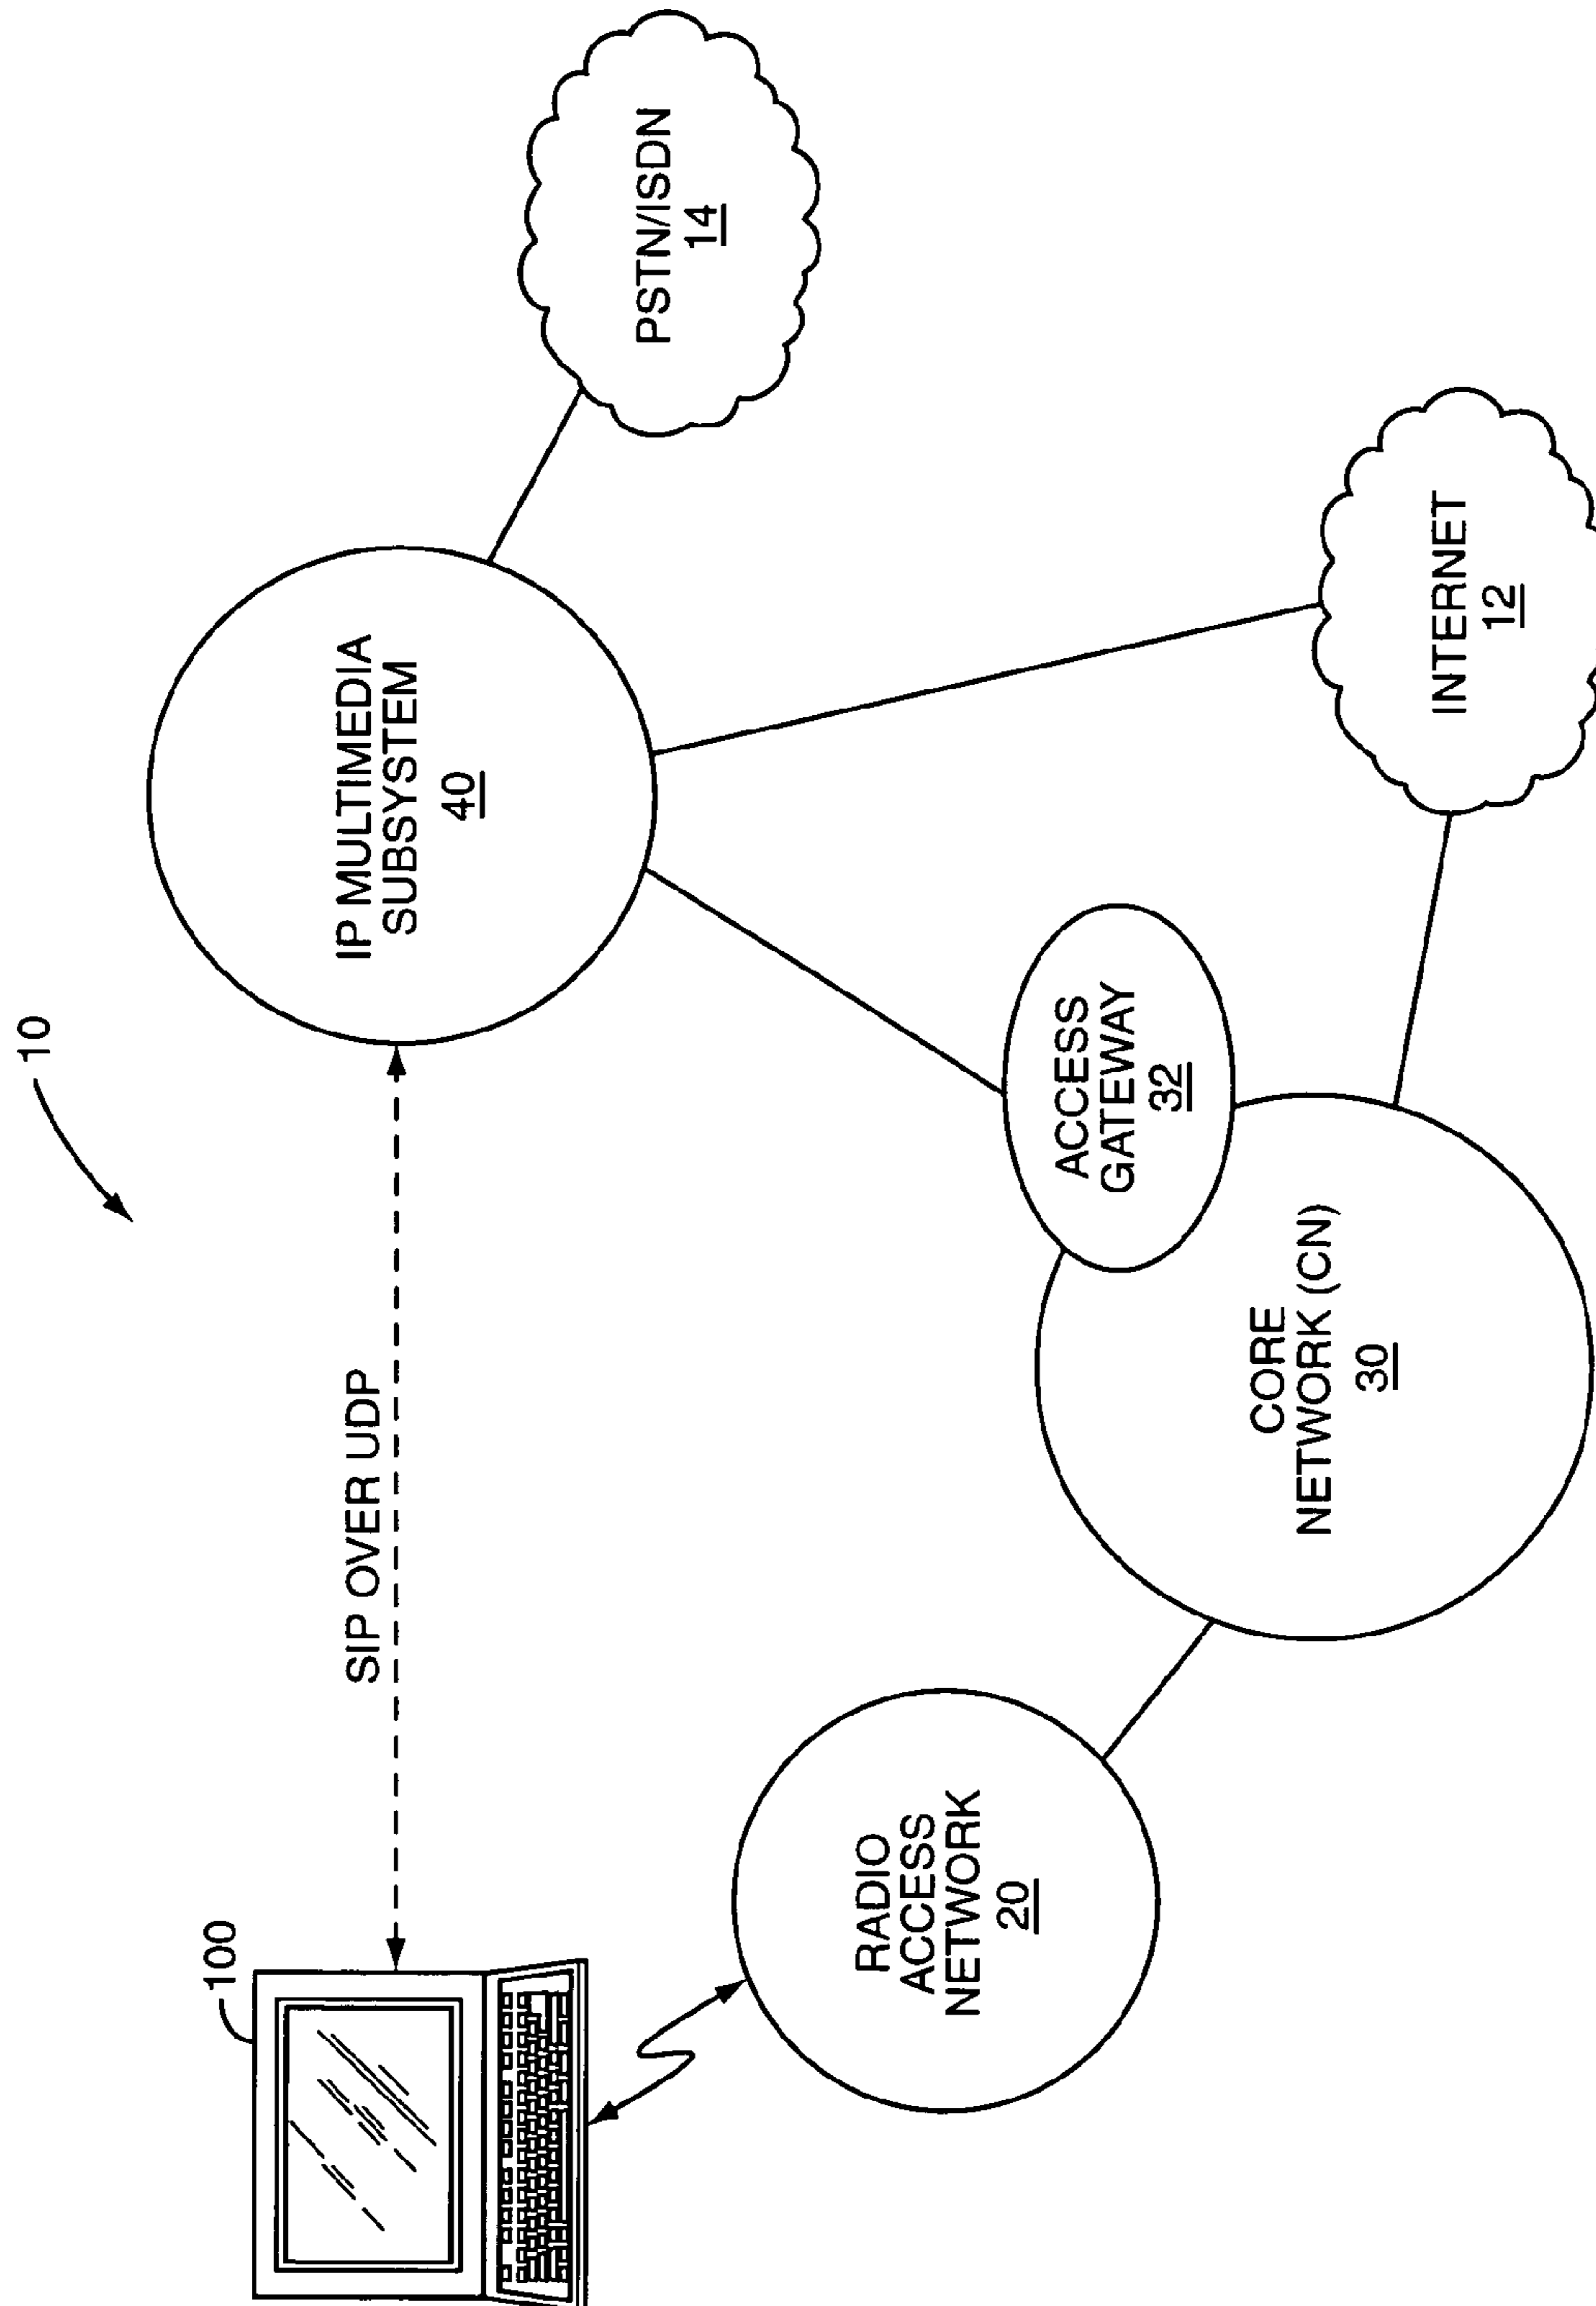 10
100
SIP OVER UDP
IP MULTIMEDIA
SUBSYSTEM
40
PSTN/ISDN
14
RADIO
ACCESS
NETWORK
20
ACCESS
GATEWAY
32
CORE
NETWORK (CN)
30
INTERNET
12